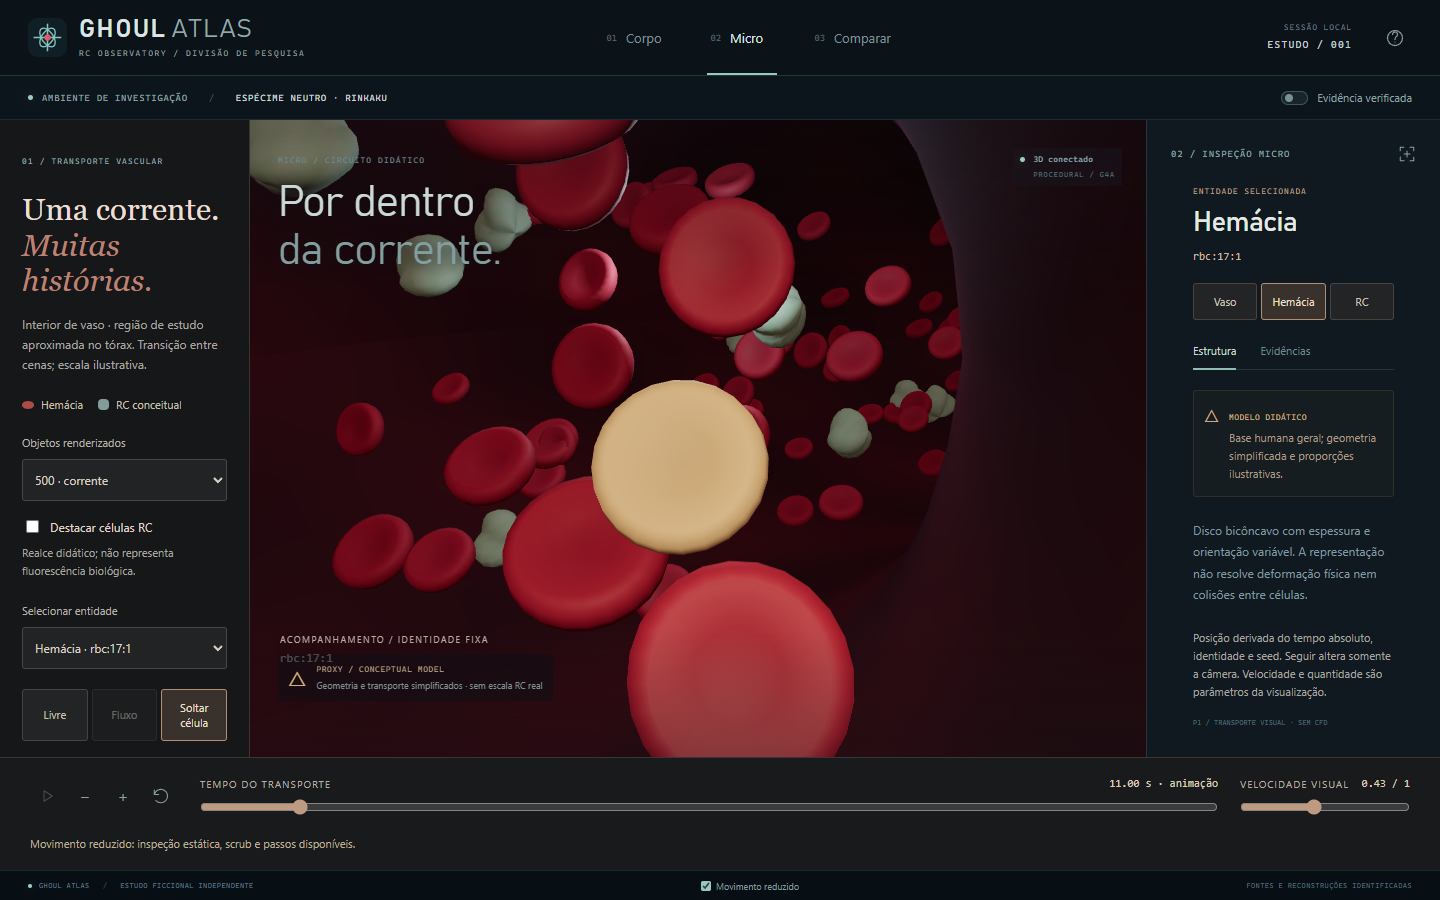 GHOUL ATLAS
RC OBSERVATORY / DIVISÃO DE PESQUISA
01 Corpo
02 Micro
03 Comparar
SESSÃO LOCAL
ESTUDO / 001
AMBIENTE DE INVESTIGAÇÃO / ESPÉCIME NEUTRO · RINKAKU
Evidência verificada
01 / TRANSPORTE VASCULAR
Uma corrente.
Muitas
histórias.
Interior de vaso · região de estudo
aproximada no tórax. Transição entre
cenas; escala ilustrativa.
Hemácia
RC conceitual
Objetos renderizados
500 · corrente
Destacar células RC
Realce didático; não representa
fluorescência biológica.
Selecionar entidade
Hemácia · rbc:17:1
Livre
Fluxo
Soltar
célula
MICRO / CIRCUITO DIDÁTICO
Por dentro
da corrente.
3D conectado
PROCEDURAL / G4A
ACOMPANHAMENTO / IDENTIDADE FIXA
rbc:17:1
PROXY / CONCEPTUAL MODEL
Geometria e transporte simplificados · sem escala RC real
02 / INSPEÇÃO MICRO
ENTIDADE SELECIONADA
Hemácia
rbc:17:1
Vaso
Hemácia
RC
Estrutura
Evidências
MODELO DIDÁTICO
Base humana geral; geometria
simplificada e proporções
ilustrativas.
Disco bicôncavo com espessura e
orientação variável. A representação
não resolve deformação física nem
colisões entre células.
Posição derivada do tempo absoluto,
identidade e seed. Seguir altera somente
a câmera. Velocidade e quantidade são
parâmetros da visualização.
P1 / TRANSPORTE VISUAL · SEM CFD
TEMPO DO TRANSPORTE
11.00 s · animação
VELOCIDADE VISUAL
0.43 / 1
Movimento reduzido: inspeção estática, scrub e passos disponíveis.
GHOUL ATLAS / ESTUDO FICCIONAL INDEPENDENTE
Movimento reduzido
FONTES E RECONSTRUÇÕES IDENTIFICADAS